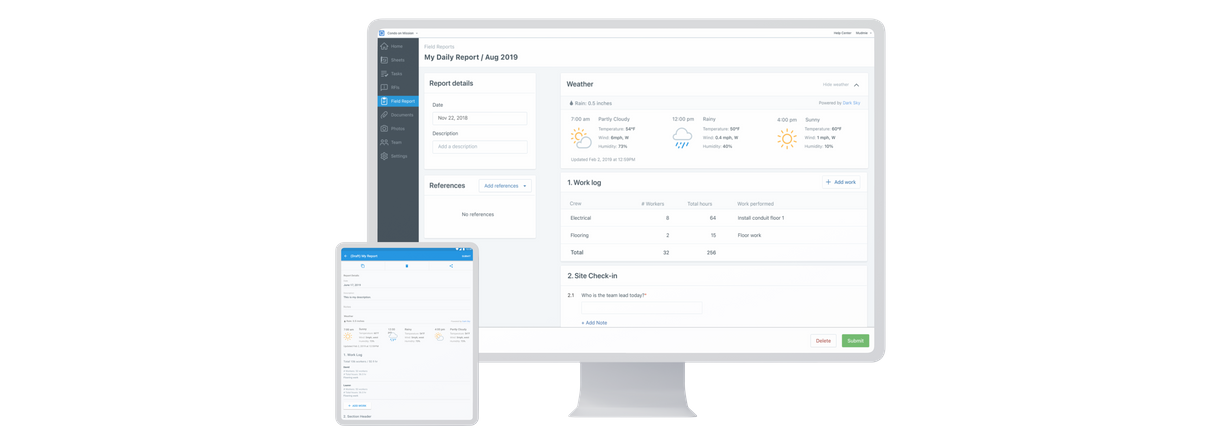 Help Center
Home
Sheets
Tasks
RFIs
Field Report
Documents
Photos
Team
Settings
Field Reports
My Daily Report / Aug 2019
Report details
Date
Nov 22, 2018
Description
Add a description
References
Add references
No references
Weather
Hide weather
Rain: 0.5 inches
Powered by Dark Sky
7:00 am
Partly Cloudy
Temperature: 54°F
Wind: 6mph, W
Humidity: 73%
12:00 pm
Rainy
Temperature: 50°F
Wind: 0.4 mph, W
Humidity: 40%
4:00 pm
Sunny
Temperature: 60°F
Wind: 1 mph, W
Humidity: 10%
Updated Feb 2, 2019 at 12:59PM
1. Work log
+ Add work
Crew # Workers Total hours Work performed
Electrical 8 64 Install conduit floor 1
Flooring 2 15 Floor work
Total 32 256
2. Site Check-in
2.1 Who is the team lead today?*
+ Add Note
Delete
Submit
(Draft) My Report
1. Work Log
+ ADD WORK
2. Section Header